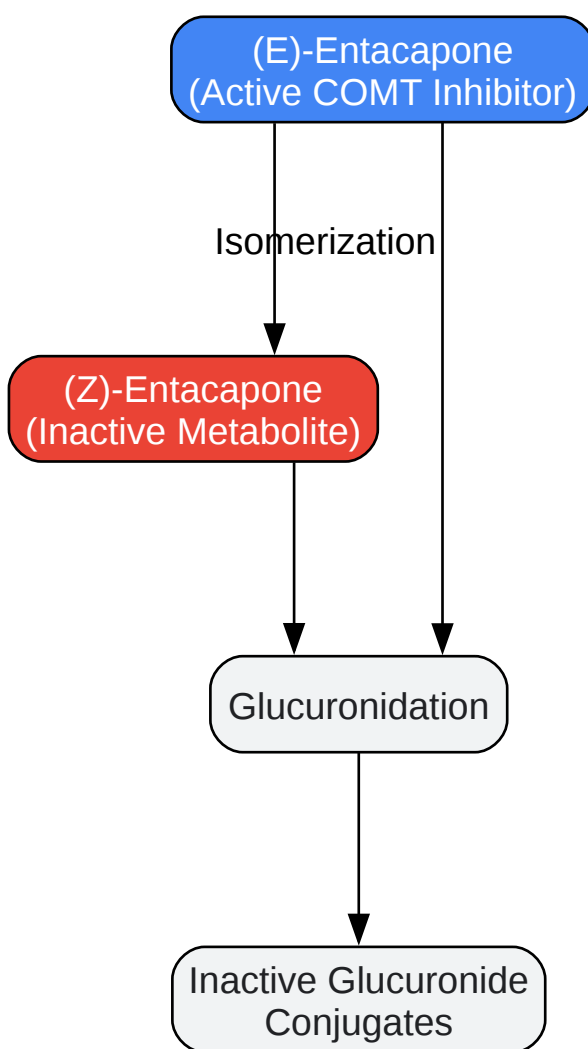 (E)-Entacapone
(Active COMT Inhibitor)
Isomerization
(Z)-Entacapone
(Inactive Metabolite)
Glucuronidation
Inactive Glucuronide
Conjugates